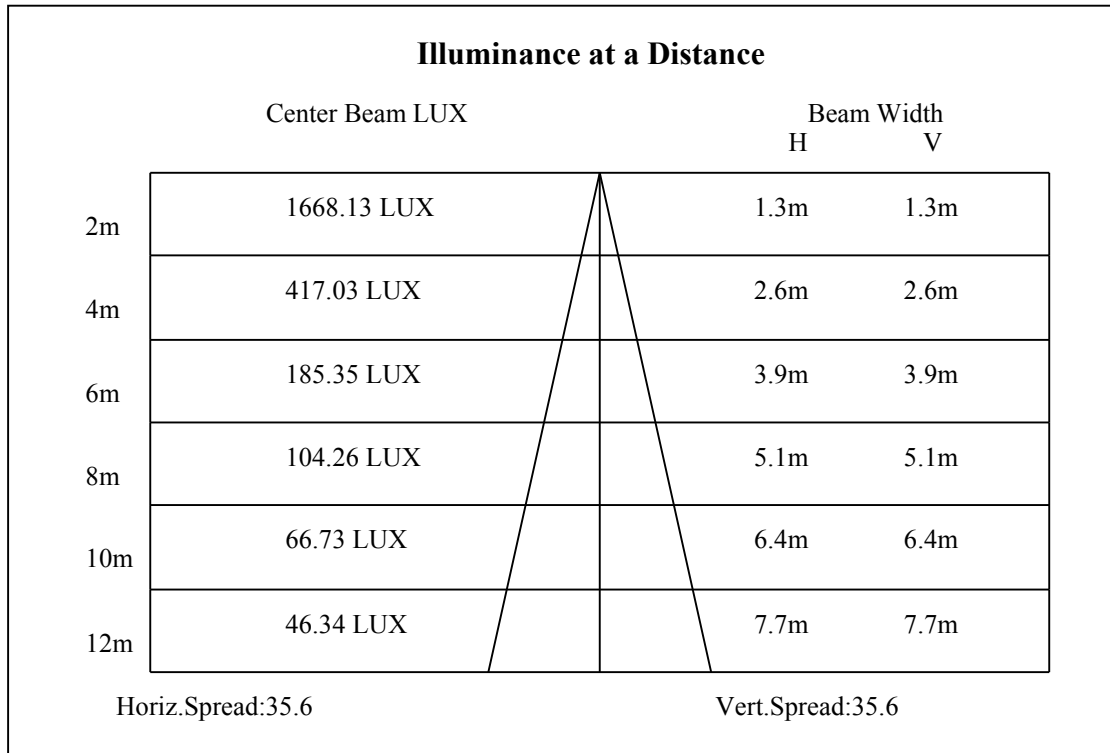 Illuminance at a Distance
Center Beam LUX Beam Width
H V
2m 1668.13 LUX 1.3m 1.3m
4m 417.03 LUX 2.6m 2.6m
6m 185.35 LUX 3.9m 3.9m
8m 104.26 LUX 5.1m 5.1m
10m 66.73 LUX 6.4m 6.4m
12m 46.34 LUX 7.7m 7.7m
Horiz.Spread:35.6 Vert.Spread:35.6